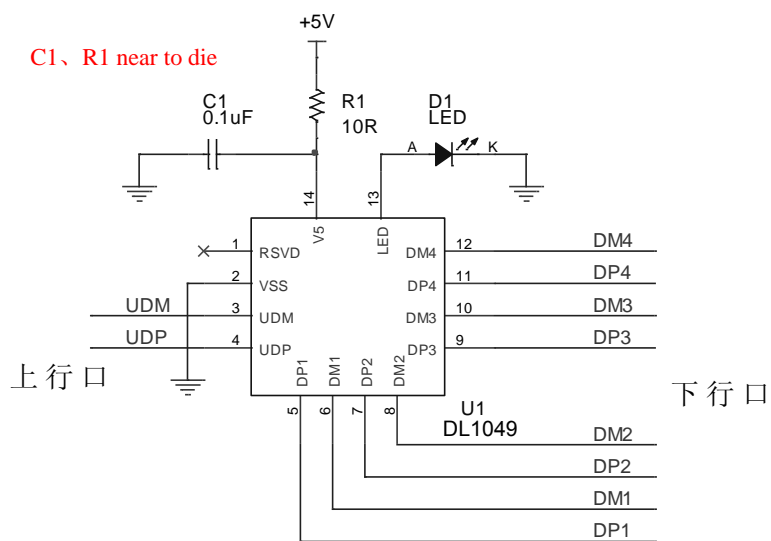 +5V
C1、R1 near to die
C1
0.1uF
R1
10R
D1
LED
A
K
14
13
V5
LED
1
RSVD
2
VSS
UDM
3
UDM
UDP
4
UDP
DM4
12
DM4
DP4
11
DP4
DM3
10
DM3
DP3
9
DP3
DP1
DM1
DP2
DM2
5
6
7
8
上行口
下行口
U1
DL1049
DM2
DP2
DM1
DP1